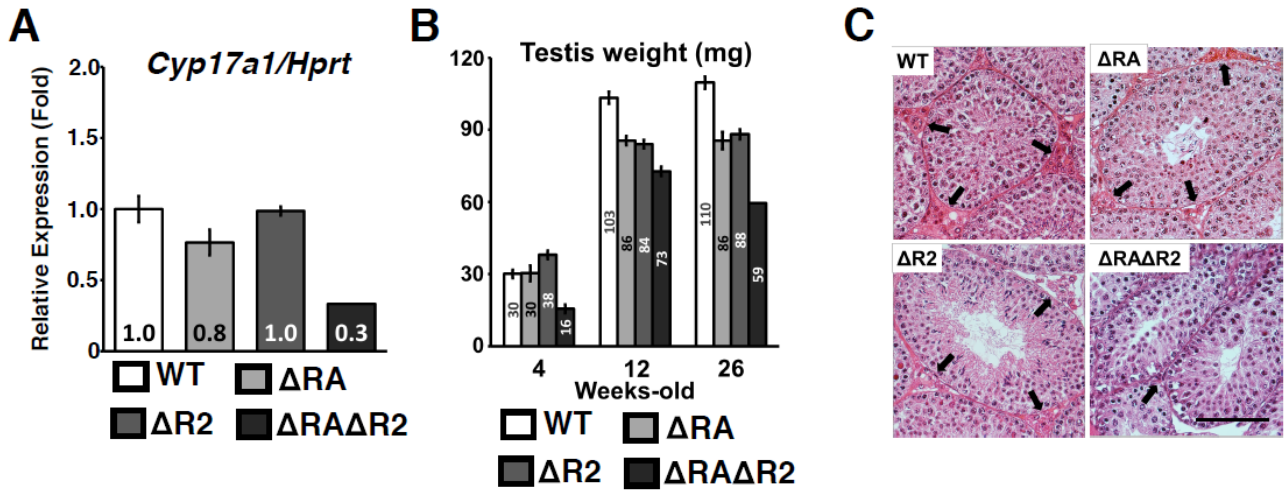 A
Cyp17a1/Hprt
Relative Expression (Fold)
2.0
1.5
1.0
0.5
0
1.0
0.8
1.0
0.3
WT
ΔRA
ΔR2
ΔRAΔR2
B
Testis weight (mg)
120
90
60
30
0
30
30
38
16
103
86
84
73
110
86
88
59
4
12
26
Weeks-old
WT
ΔRA
ΔR2
ΔRAΔR2
C
WT
ΔRA
ΔR2
ΔRAΔR2